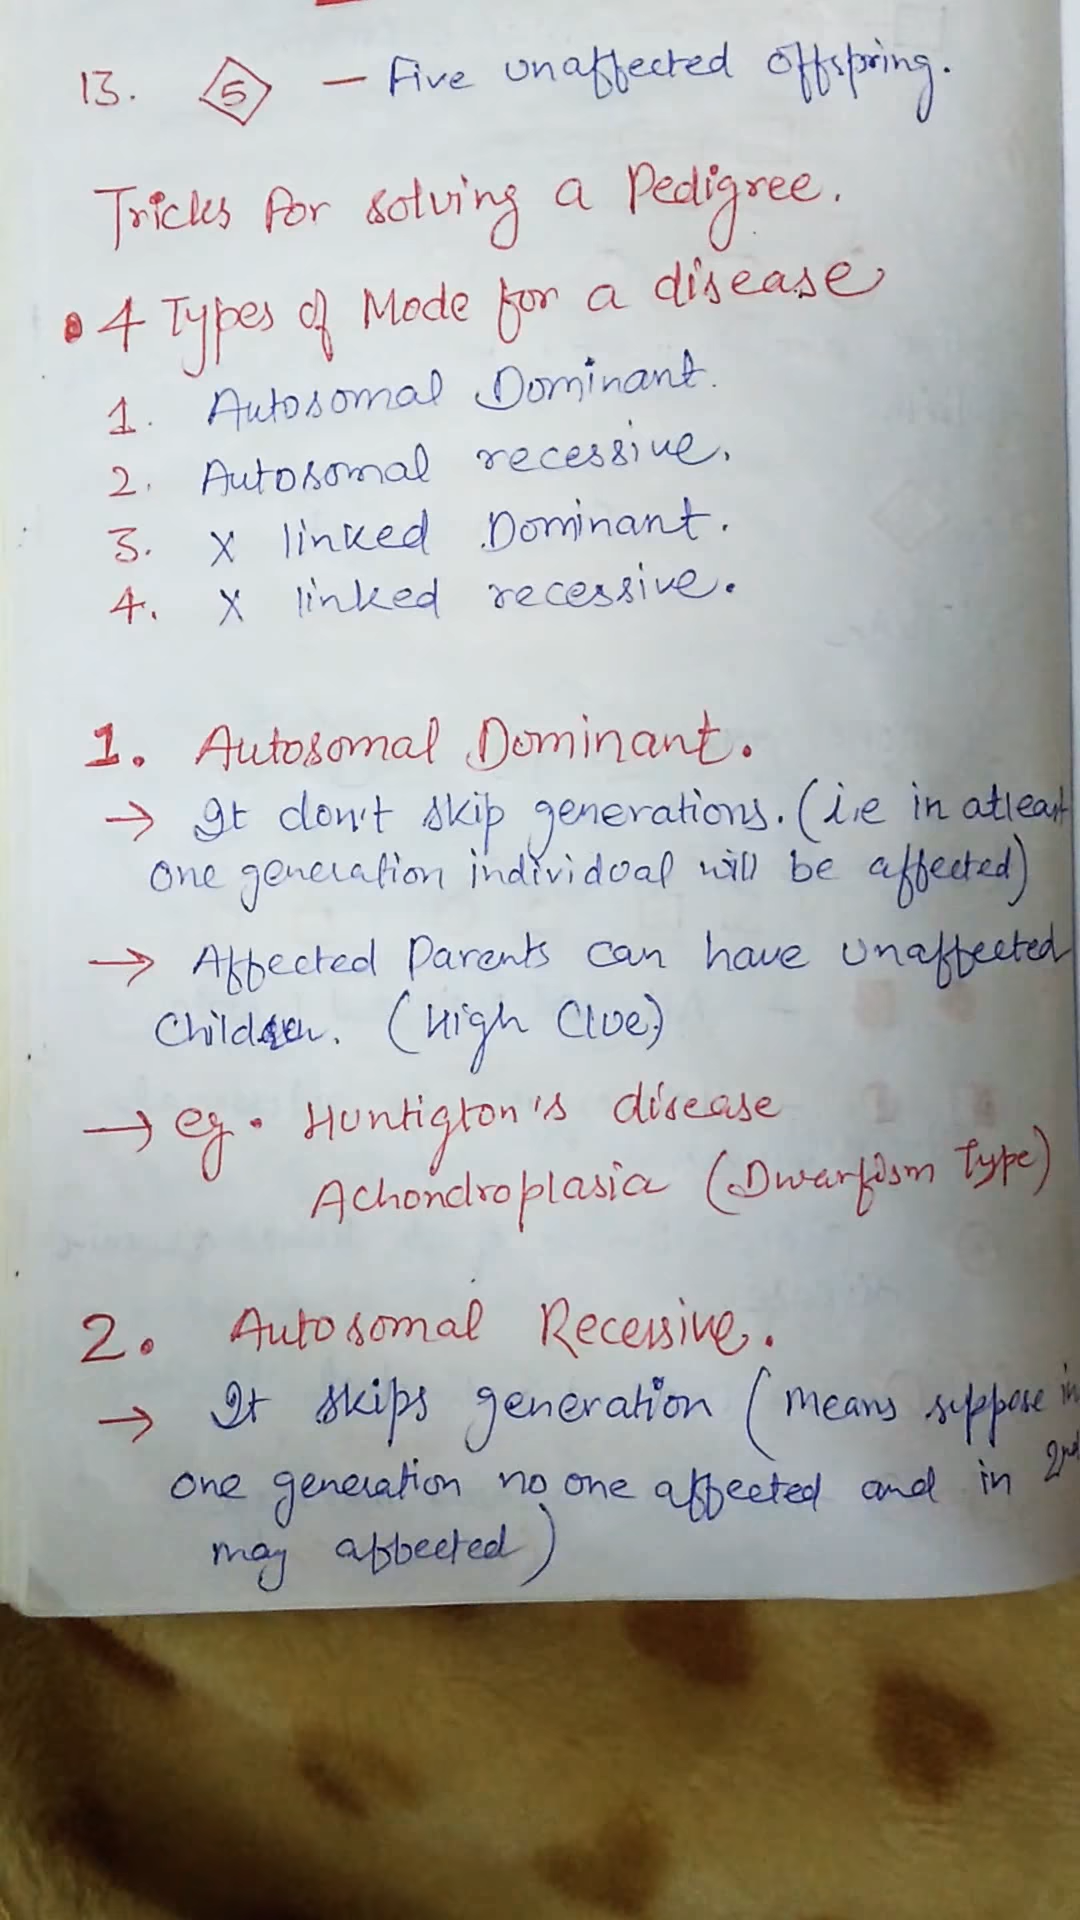 13. 5 — Five unaffected offspring.
Tricks for solving a Pedigree.
• 4 Types of Mode for a disease
1. Autosomal Dominant.
2. Autosomal recessive.
3. X linked Dominant.
4. X linked recessive.
1. Autosomal Dominant.
→ It don't skip generations. (i.e in atleast
one generation individual will be affected)
→ Affected Parents can have unaffected
Children. (High Clue)
→ eg. Huntigton's disease
Achondroplasia (Dwarfism Type)
2. Autosomal Recessive.
→ It skips generation (means suppose in
one generation no one affected and in 2nd
may affected)